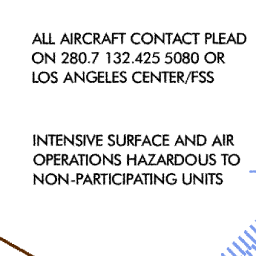 ALL AIRCRAFT CONTACT PLEAD
ON 280.7 132.425 5080 OR
LOS ANGELES CENTER/FSS
INTENSIVE SURFACE AND AIR
OPERATIONS HAZARDOUS TO
NON-PARTICIPATING UNITS